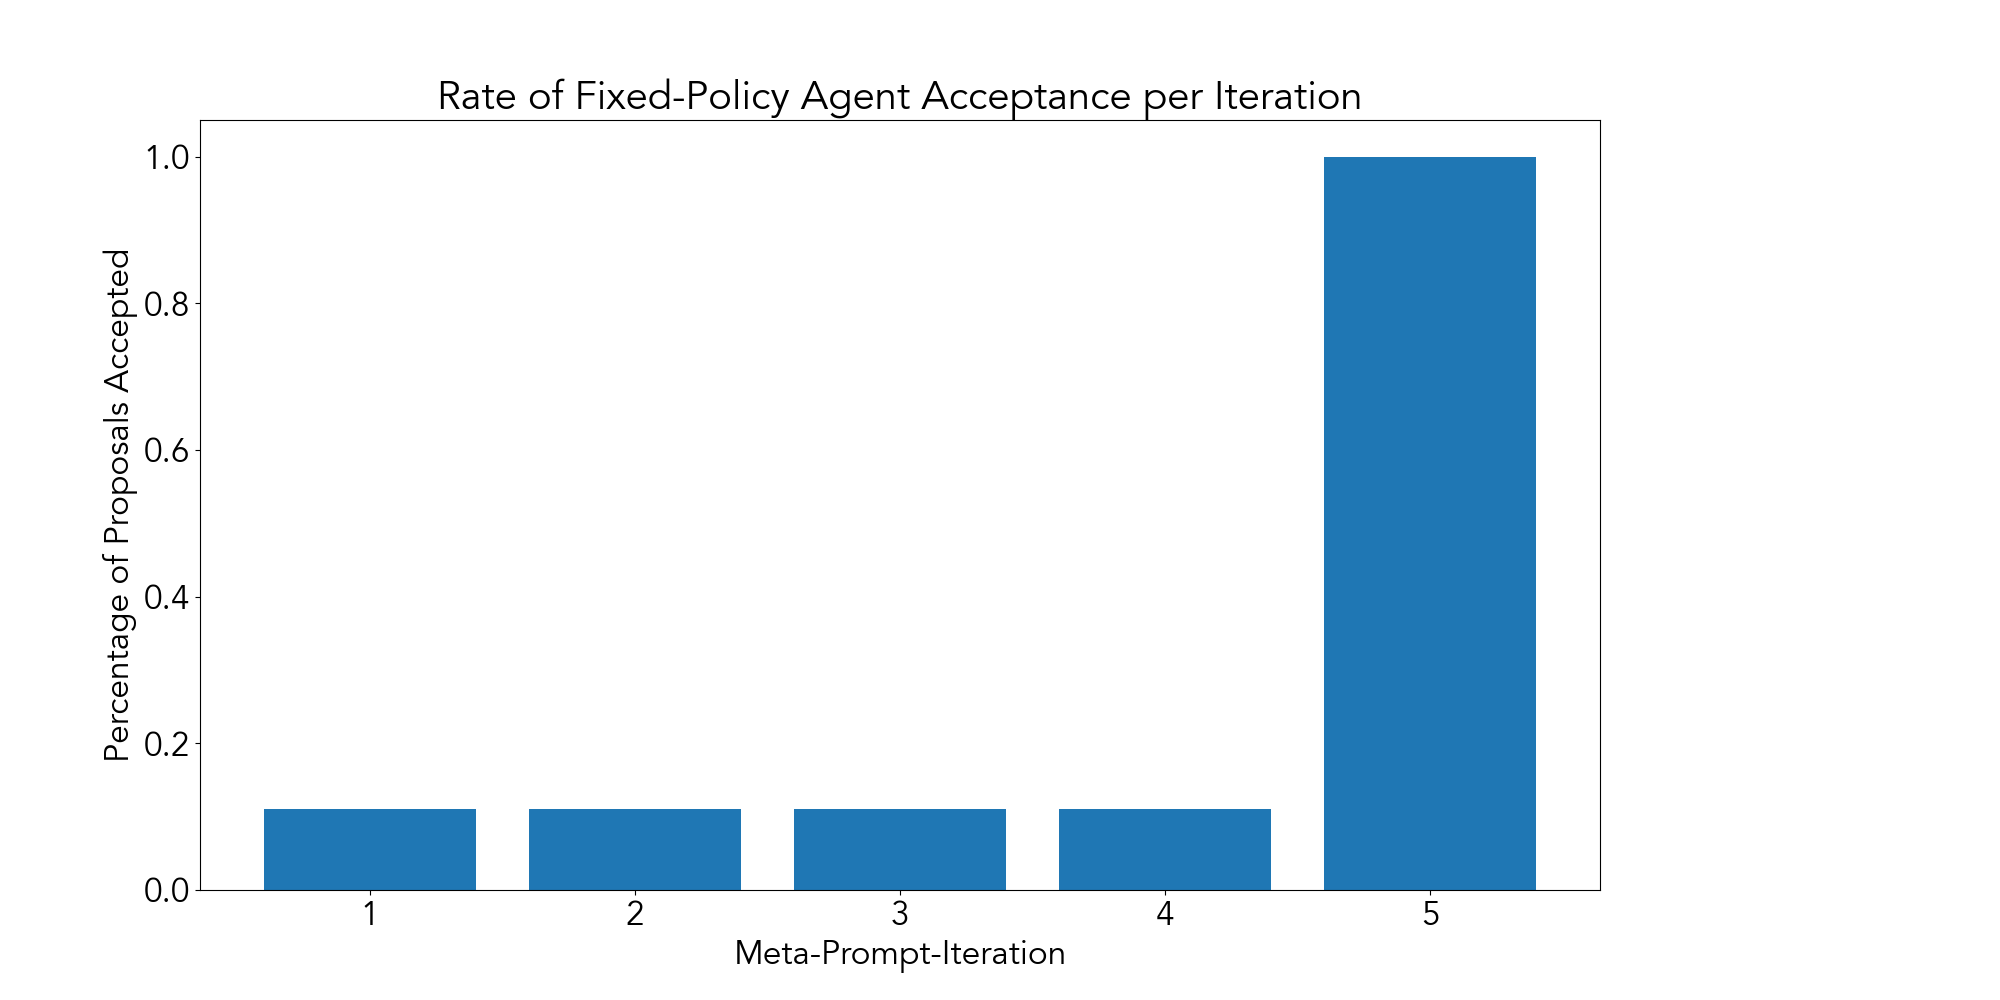 Rate of Fixed-Policy Agent Acceptance per Iteration
Percentage of Proposals Accepted
1.0
0.8
0.6
0.4
0.2
0.0
1 2 3 4 5
Meta-Prompt-Iteration